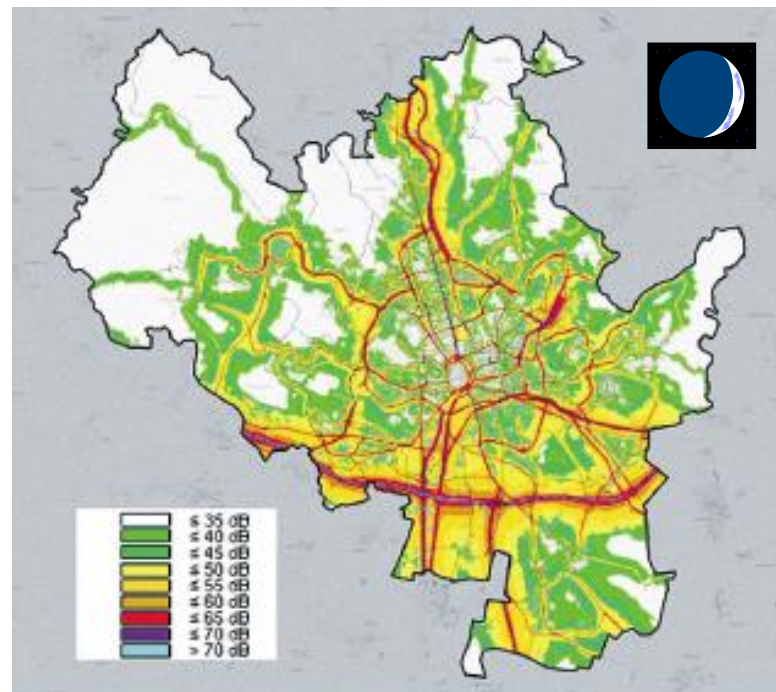 ≤ 35 dB
≤ 40 dB
≤ 45 dB
≤ 50 dB
≤ 55 dB
≤ 60 dB
≤ 65 dB
≤ 70 dB
> 70 dB